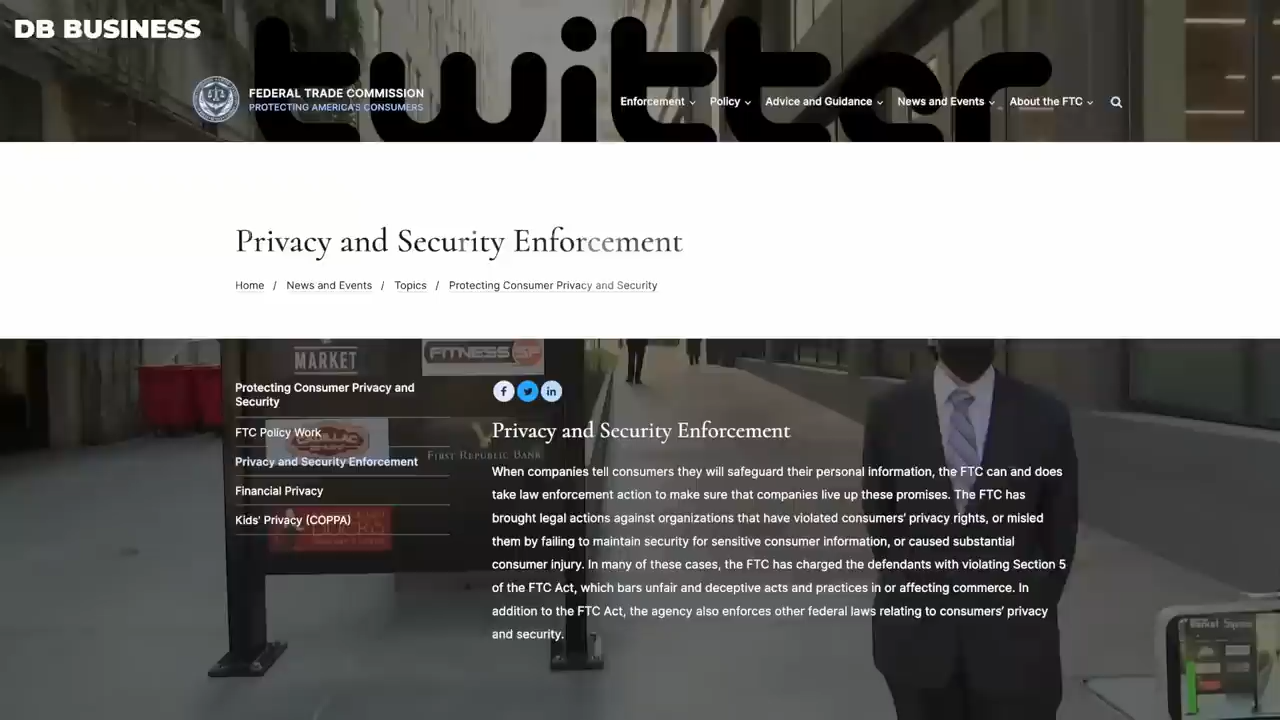 DB BUSINESS
twitter
FEDERAL TRADE COMMISSION
PROTECTING AMERICA'S CONSUMERS
Enforcement
Policy
Advice and Guidance
News and Events
About the FTC
Privacy and Security Enforcement
Home / News and Events / Topics / Protecting Consumer Privacy and Security
MARKET
FITNESS SF
Protecting Consumer Privacy and
Security
FTC Policy Work
CADILLAC
Privacy and Security Enforcement
FIRST REPUBLIC BANK
Financial Privacy
Kids' Privacy (COPPA)
f
in
Privacy and Security Enforcement
When companies tell consumers they will safeguard their personal information, the FTC can and does
take law enforcement action to make sure that companies live up these promises. The FTC has
brought legal actions against organizations that have violated consumers' privacy rights, or misled
them by failing to maintain security for sensitive consumer information, or caused substantial
consumer injury. In many of these cases, the FTC has charged the defendants with violating Section 5
of the FTC Act, which bars unfair and deceptive acts and practices in or affecting commerce. In
addition to the FTC Act, the agency also enforces other federal laws relating to consumers' privacy
and security.
Market Square